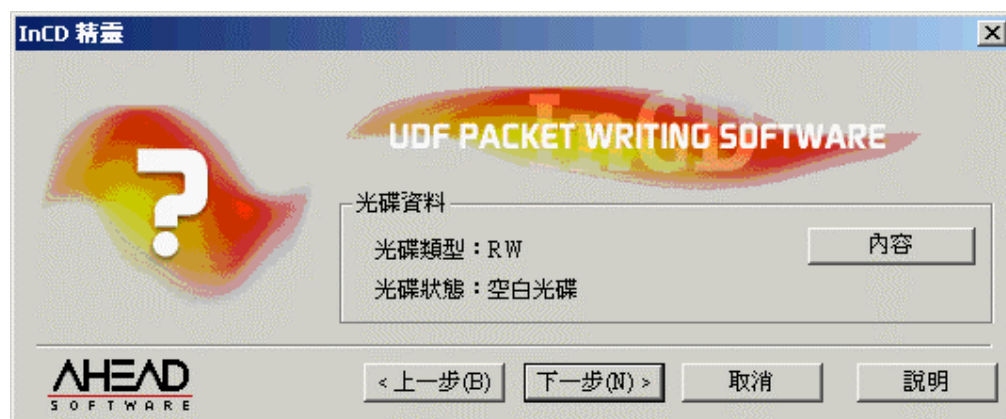 InCD 精靈
InCD
UDF PACKET WRITING SOFTWARE
光碟資料
光碟類型：RW
內容
光碟狀態：空白光碟
AHEAD
SOFTWARE
<上一步(B)
下一步(N)>
取消
說明